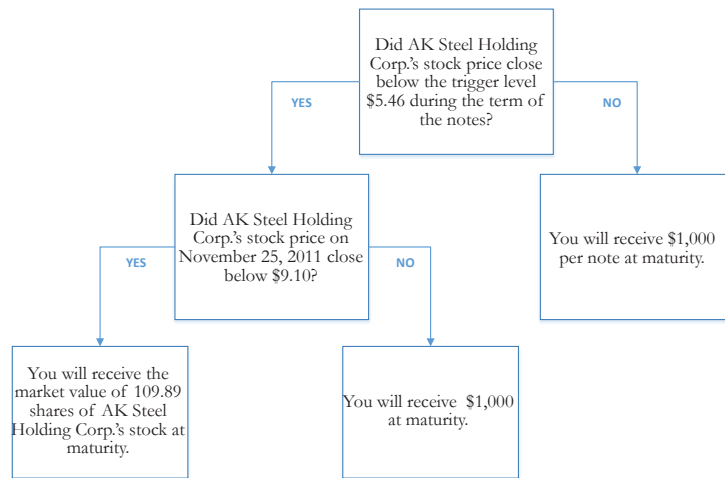 Did AK Steel Holding
Corp.'s stock price close
below the trigger level
$5.46 during the term of
the notes?
YES
NO
Did AK Steel Holding
Corp.'s stock price on
November 25, 2011 close
below $9.10?
You will receive $1,000
per note at maturity.
YES
NO
You will receive the
market value of 109.89
shares of AK Steel
Holding Corp.'s stock at
maturity.
You will receive $1,000
at maturity.